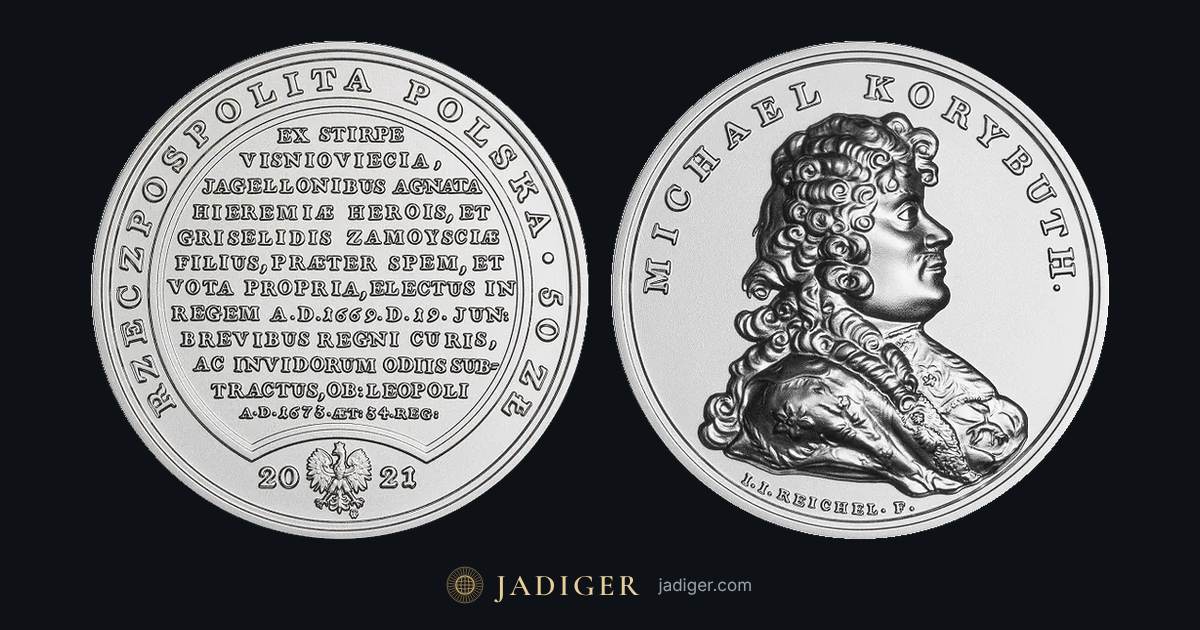 RZECZPOSPOLITA POLSKA · 50 ZŁ
EX STIRPE
VISNIOVIECIA,
JAGELLONIBUS AGNATA
HIEREMIÆ HEROIS, ET
GRISELIDIS ZAMOYSCIÆ
FILIUS, PRÆTER SPEM, ET
VOTA PROPRIA, ELECTUS IN
REGEM A.D.1669.D.19.JUN:
BREVIBUS REGNI CURIS,
AC INVIDORUM ODIIS SUB=
TRACTUS, OB: LEOPOLI
A.D.1673.ÆT:34.REG:
20 21
MICHAEL KORYBUTH.
I.I.REICHEL. F.
JADIGER jadiger.com